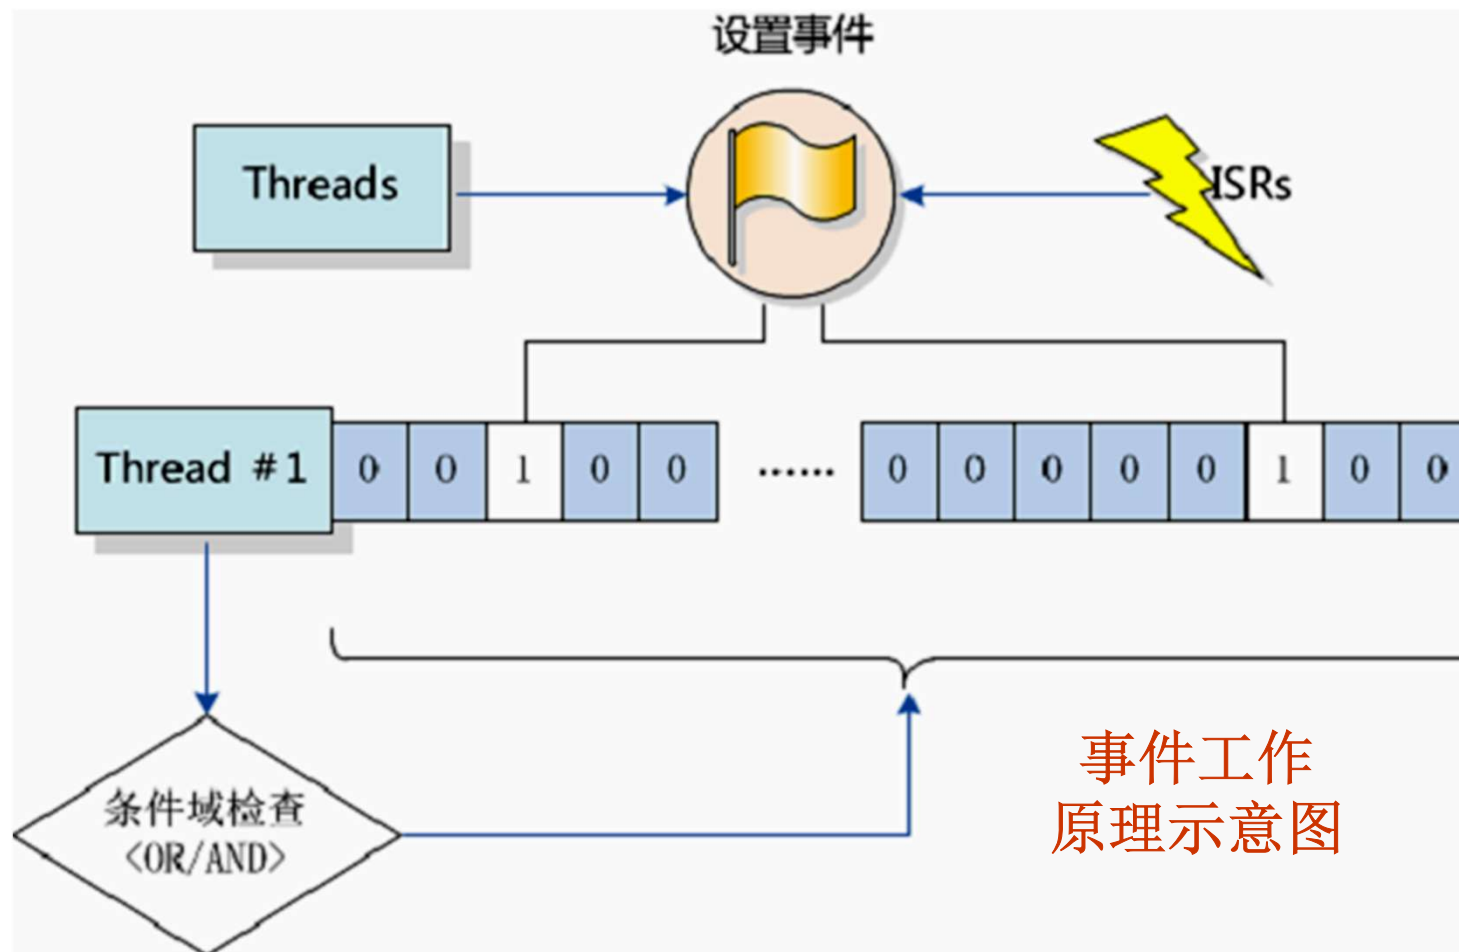 设置事件
Threads
ISRs
Thread #1 0 0 1 0 0 ...... 0 0 0 0 0 1 0 0
条件域检查
<OR/AND>
事件工作
原理示意图